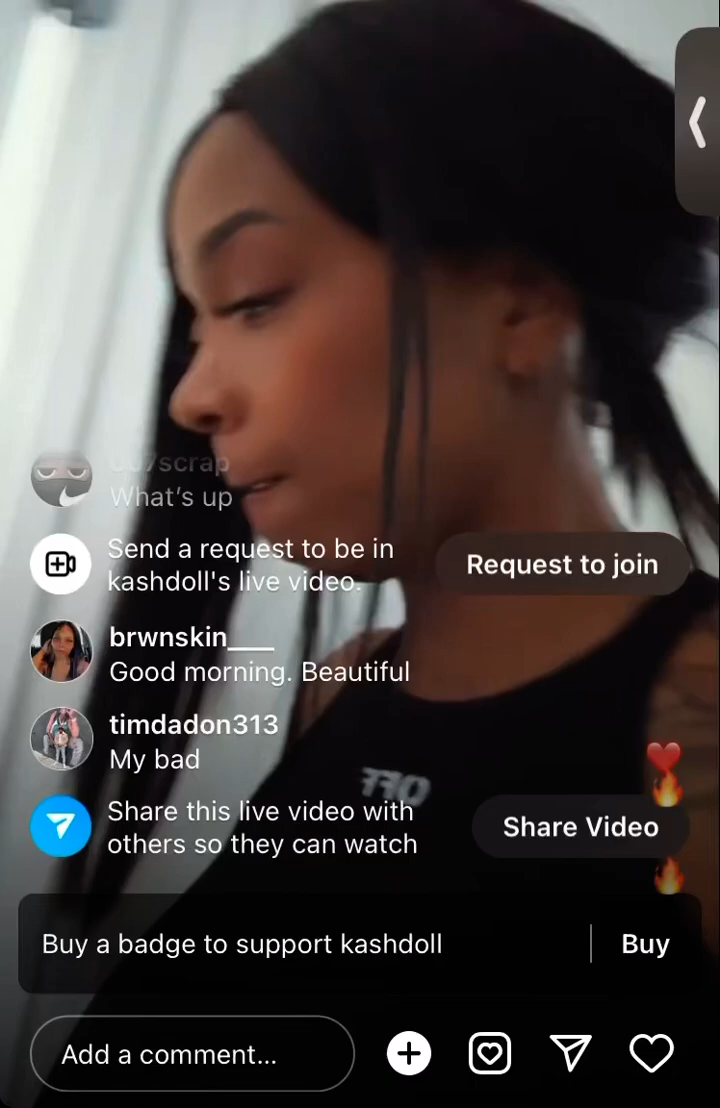 What's up
Send a request to be in
kashdoll's live video.
Request to join
brwnskin___
Good morning. Beautiful
timdadon313
My bad
OFF
Share this live video with
others so they can watch
Share Video
Buy a badge to support kashdoll
Buy
Add a comment...